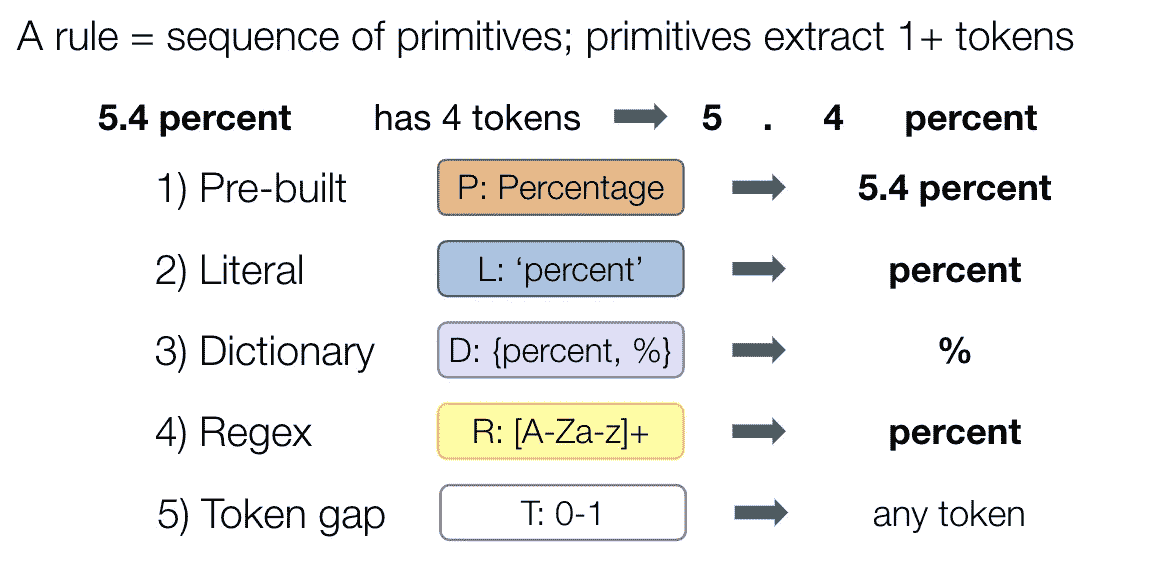 A rule = sequence of primitives; primitives extract 1+ tokens
5.4 percent has 4 tokens 5 . 4 percent
1) Pre-built P: Percentage 5.4 percent
2) Literal L: ‘percent’ percent
3) Dictionary D: {percent, %} %
4) Regex R: [A-Za-z]+ percent
5) Token gap T: 0-1 any token